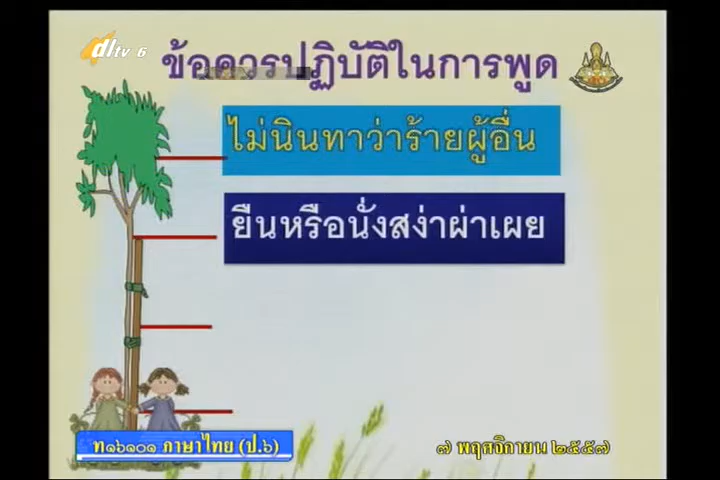 dltv 6
ข้อควรปฏิบัติในการพูด
ไม่นินทาว่าร้ายผู้อื่น
ยืนหรือนั่งสง่าผ่าเผย
ท๑๖๑๐๑ ภาษาไทย (ป.๖)
๗ พฤศจิกายน ๒๕๕๗